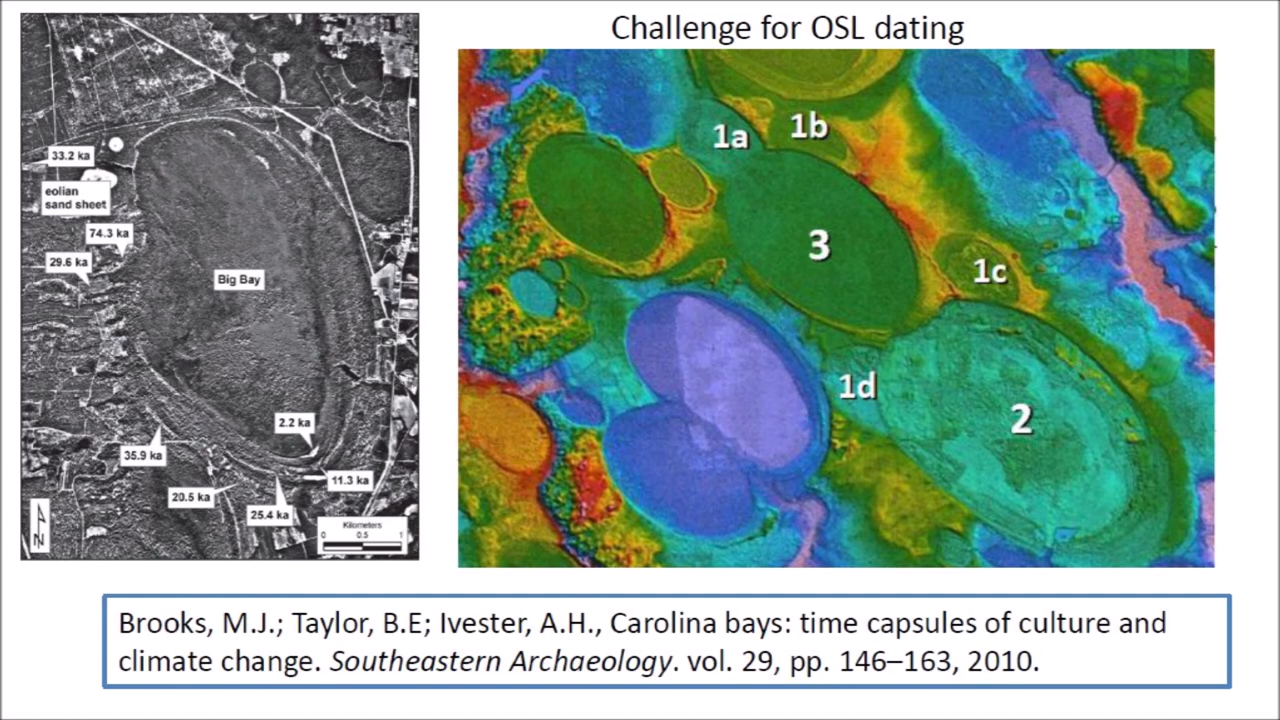 Challenge for OSL dating
33.2 ka
eolian
sand sheet
74.3 ka
29.6 ka
Big Bay
2.2 ka
35.9 ka
11.3 ka
20.5 ka
25.4 ka
N
Kilometers
0 0.5 1
1a
1b
3
1c
1d
2
Brooks, M.J.; Taylor, B.E; Ivester, A.H., Carolina bays: time capsules of culture and
climate change. Southeastern Archaeology. vol. 29, pp. 146–163, 2010.